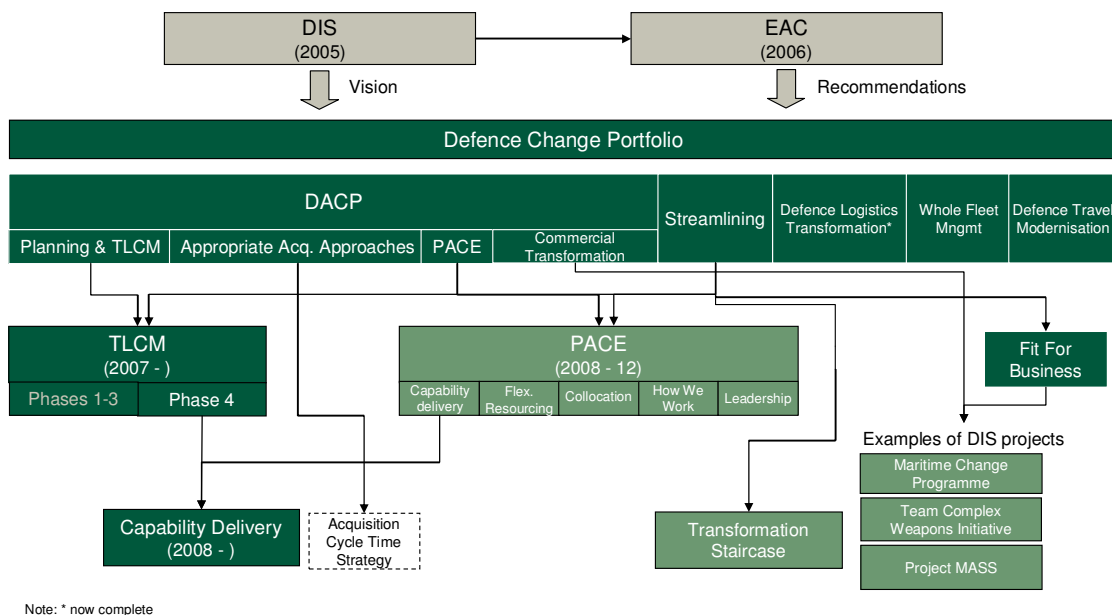 DIS
(2005)
EAC
(2006)
Vision
Recommendations
Defence Change Portfolio
DACP
Streamlining
Defence Logistics
Transformation*
Whole Fleet
Mngmt
Defence Travel
Modernisation
Planning & TLCM
Appropriate Acq. Approaches
PACE
Commercial
Transformation
TLCM
(2007 - )
Phases 1-3
Phase 4
PACE
(2008 - 12)
Capability
delivery
Flex.
Resourcing
Collocation
How We
Work
Leadership
Fit For
Business
Examples of DIS projects
Maritime Change
Programme
Team Complex
Weapons Initiative
Project MASS
Capability Delivery
(2008 - )
Acquisition
Cycle Time
Strategy
Transformation
Staircase
Note: * now complete